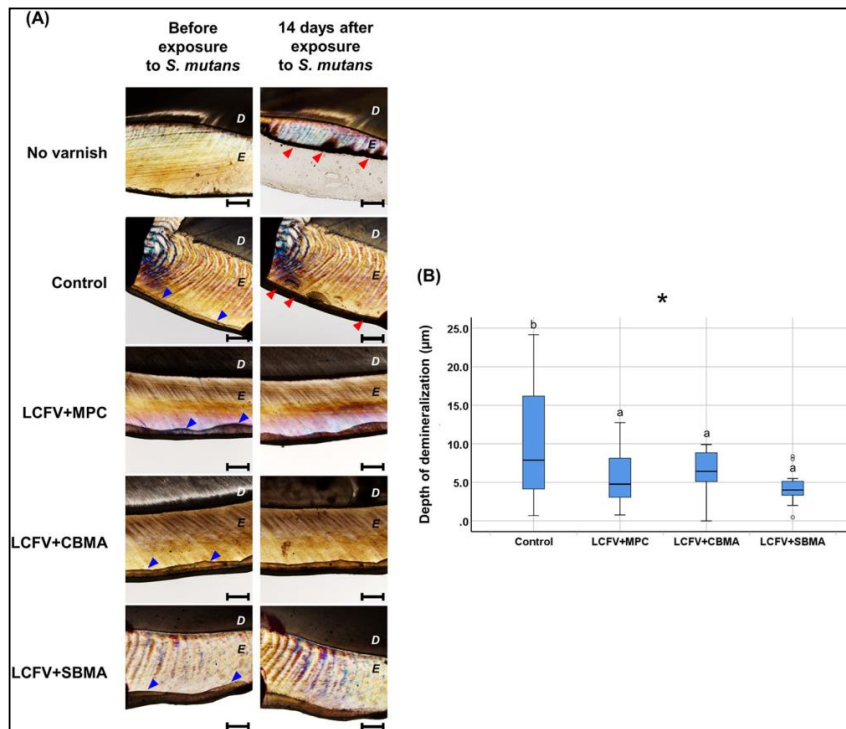 (A)
Before
exposure
to S. mutans
14 days after
exposure
to S. mutans
No varnish
D
E
D
E
Control
D
E
D
E
LCFV+MPC
D
E
D
E
LCFV+CBMA
D
E
D
E
LCFV+SBMA
D
E
D
E
(B)
*
Depth of demineralization (µm)
25.0
20.0
15.0
10.0
5.0
.0
b
a
a
a
Control
LCFV+MPC
LCFV+CBMA
LCFV+SBMA